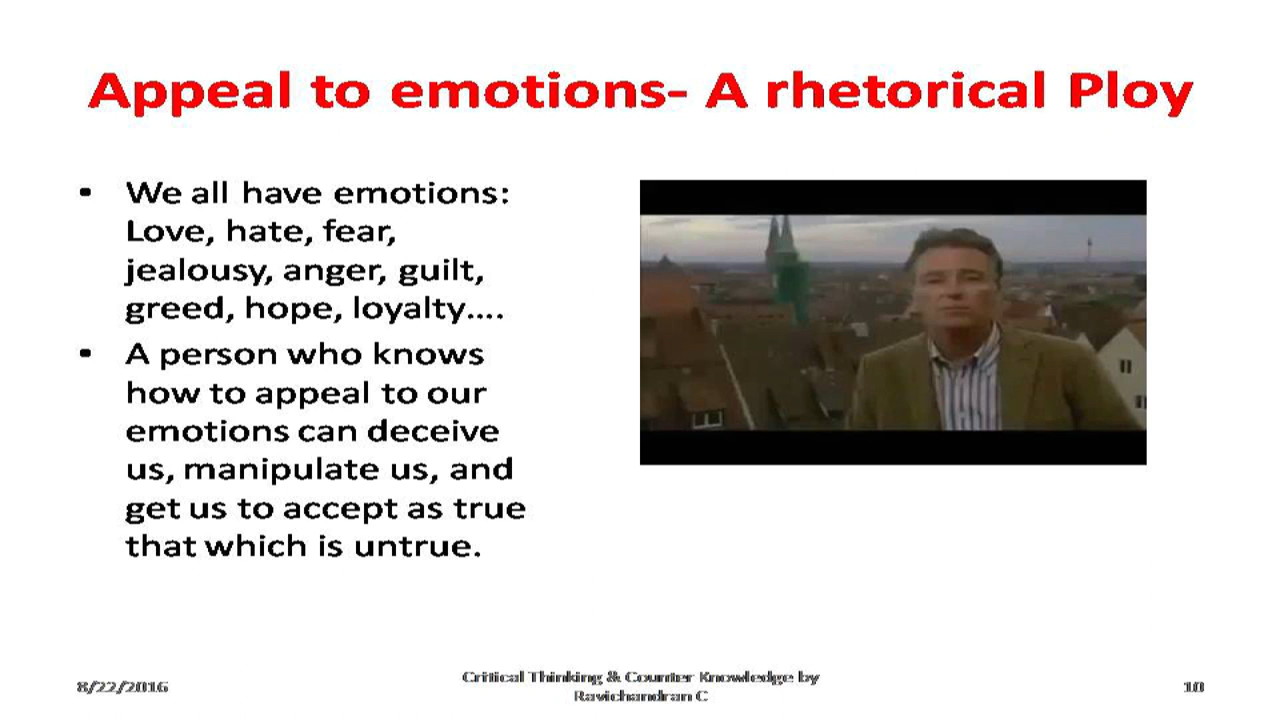 Appeal to emotions- A rhetorical Ploy
• We all have emotions:
Love, hate, fear,
jealousy, anger, guilt,
greed, hope, loyalty....
• A person who knows
how to appeal to our
emotions can deceive
us, manipulate us, and
get us to accept as true
that which is untrue.
8/22/2016
Critical Thinking & Counter Knowledge by
Ravichandran C
10